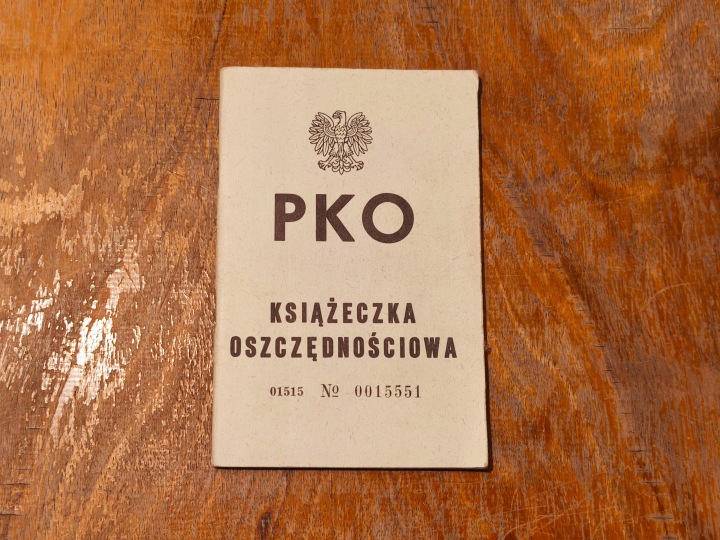 PKO
KSIĄŻECZKA
OSZCZĘDNOŚCIOWA
01515 № 0015551